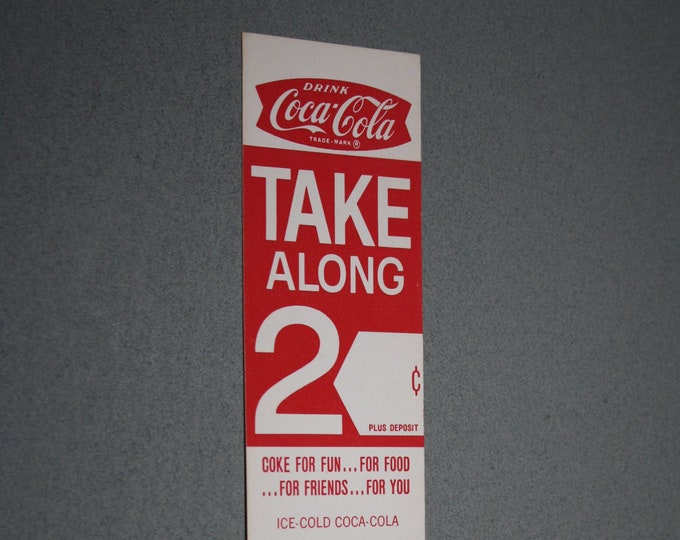 DRINK
Coca-Cola
TRADE-MARK ®
TAKE
ALONG
2 ¢
PLUS DEPOSIT
COKE FOR FUN...FOR FOOD
...FOR FRIENDS...FOR YOU
ICE-COLD COCA-COLA